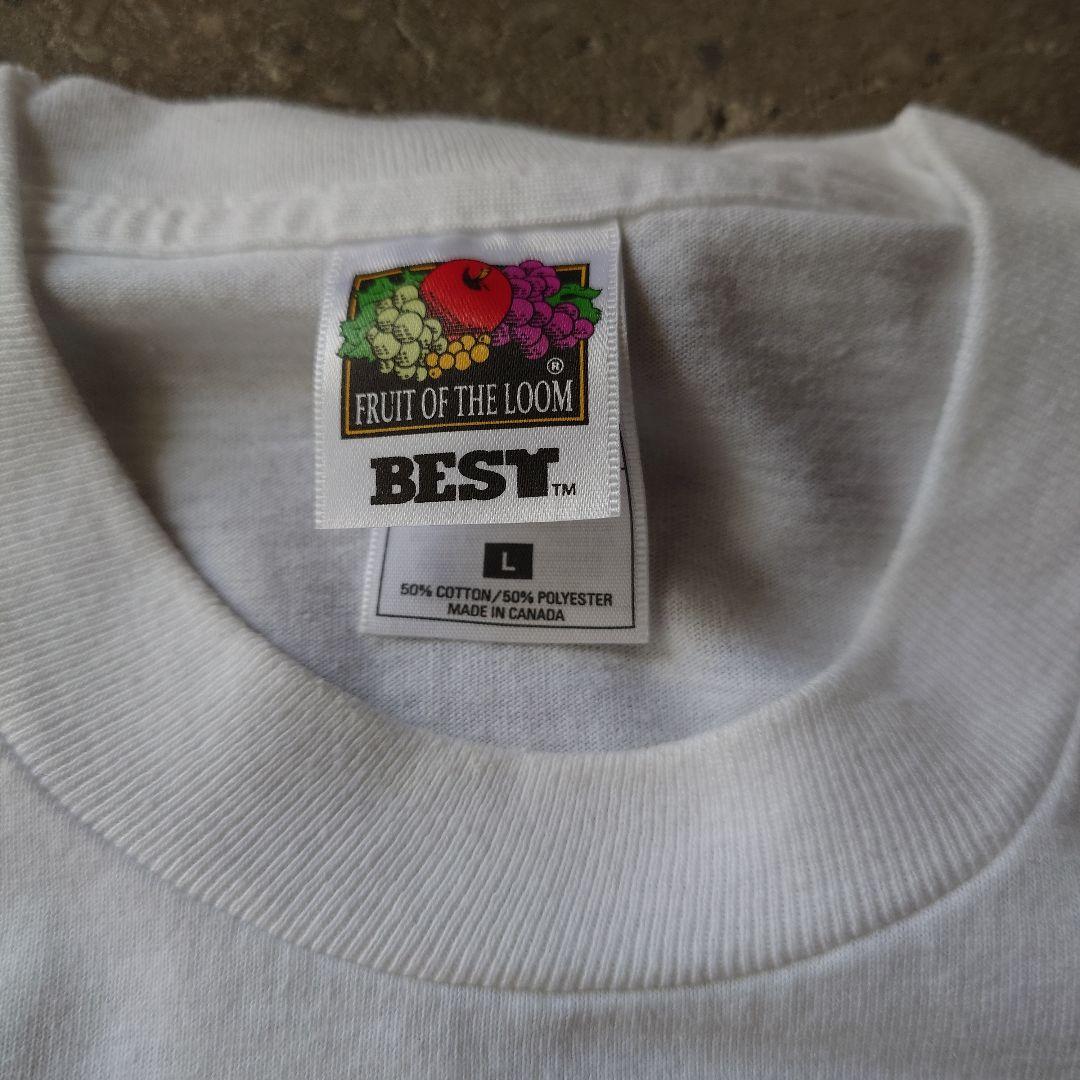 ®
FRUIT OF THE LOOM
BEST™
L
50% COTTON/50% POLYESTER
MADE IN CANADA